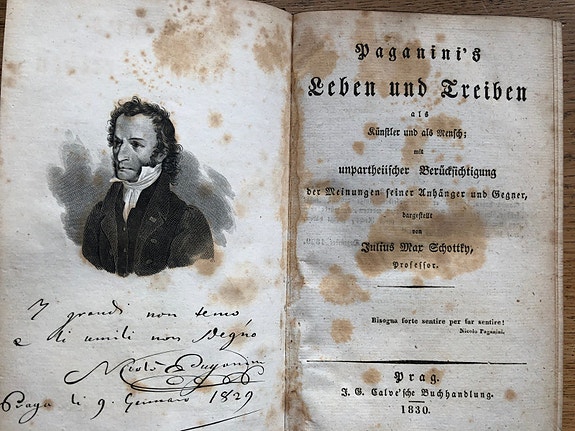 I grandi non temo
e li umili non sdegno
Nicolò Paganini
Praga li 9. Gennaro 1829
Paganini's
Leben und Treiben
als
Künstler und als Mensch;
mit
unpartheiischer Berücksichtigung
der Meinungen seiner Anhänger und Gegner,
dargestellt
von
Julius Max Schottky,
Professor.
Bisogna forte sentire per far sentire!
Nicolo Paganini.
Prag.
J. G. Calve'sche Buchhandlung.
1830.